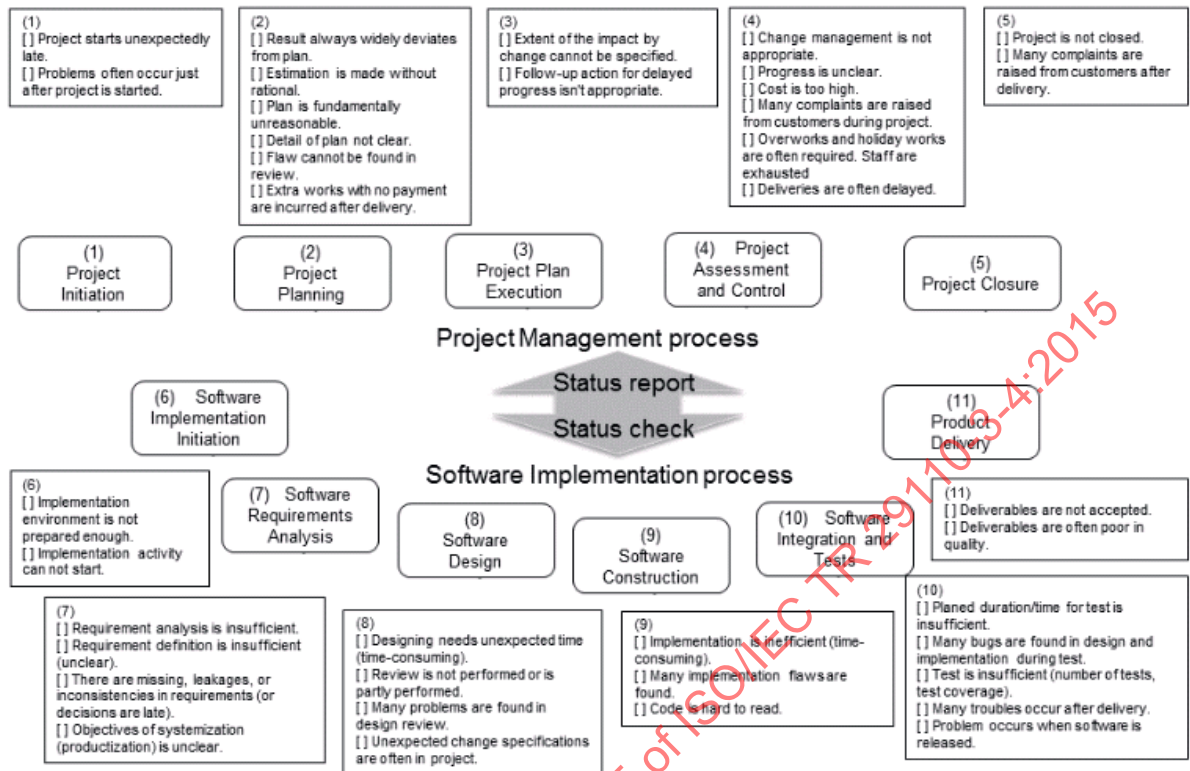 (1)
[ ] Project starts unexpectedly
late.
[ ] Problems often occur just
after project is started.
(2)
[ ] Result always widely deviates
from plan.
[ ] Estimation is made without
rational.
[ ] Plan is fundamentally
unreasonable.
[ ] Detail of plan not clear.
[ ] Flaw cannot be found in
review.
[ ] Extra works with no payment
are incurred after delivery.
(3)
[ ] Extent of the impact by
change cannot be specified.
[ ] Follow-up action for delayed
progress isn't appropriate.
(4)
[ ] Change management is not
appropriate.
[ ] Progress is unclear.
[ ] Cost is too high.
[ ] Many complaints are raised
from customers during project.
[ ] Overworks and holiday works
are often required. Staff are
exhausted
[ ] Deliveries are often delayed.
(5)
[ ] Project is not closed.
[ ] Many complaints are
raised from customers after
delivery.
(1)
Project
Initiation
(2)
Project
Planning
(3)
Project Plan
Execution
(4) Project
Assessment
and Control
(5)
Project Closure
Project Management process
Status report
Status check
Software Implementation process
(6) Software
Implementation
Initiation
(11)
Product
Delivery
(7) Software
Requirements
Analysis
(8)
Software
Design
(9)
Software
Construction
(10) Software
Integration and
Tests
(6)
[ ] Implementation
environment is not
prepared enough.
[ ] Implementation activity
can not start.
(11)
[ ] Deliverables are not accepted.
[ ] Deliverables are often poor in
quality.
(7)
[ ] Requirement analysis is insufficient.
[ ] Requirement definition is insufficient
(unclear).
[ ] There are missing, leakages, or
inconsistencies in requirements (or
decisions are late).
[ ] Objectives of systemization
(productization) is unclear.
(8)
[ ] Designing needs unexpected time
(time-consuming).
[ ] Review is not performed or is
partly performed.
[ ] Many problems are found in
design review.
[ ] Unexpected change specifications
are often in project.
(9)
[ ] Implementation is inefficient (time-
consuming).
[ ] Many implementation flaws are
found.
[ ] Code is hard to read.
(10)
[ ] Planed duration/time for test is
insufficient.
[ ] Many bugs are found in design and
implementation during test.
[ ] Test is insufficient (number of tests,
test coverage).
[ ] Many troubles occur after delivery.
[ ] Problem occurs when software is
released.
of ISO/IEC TR 29110-3-4:2015